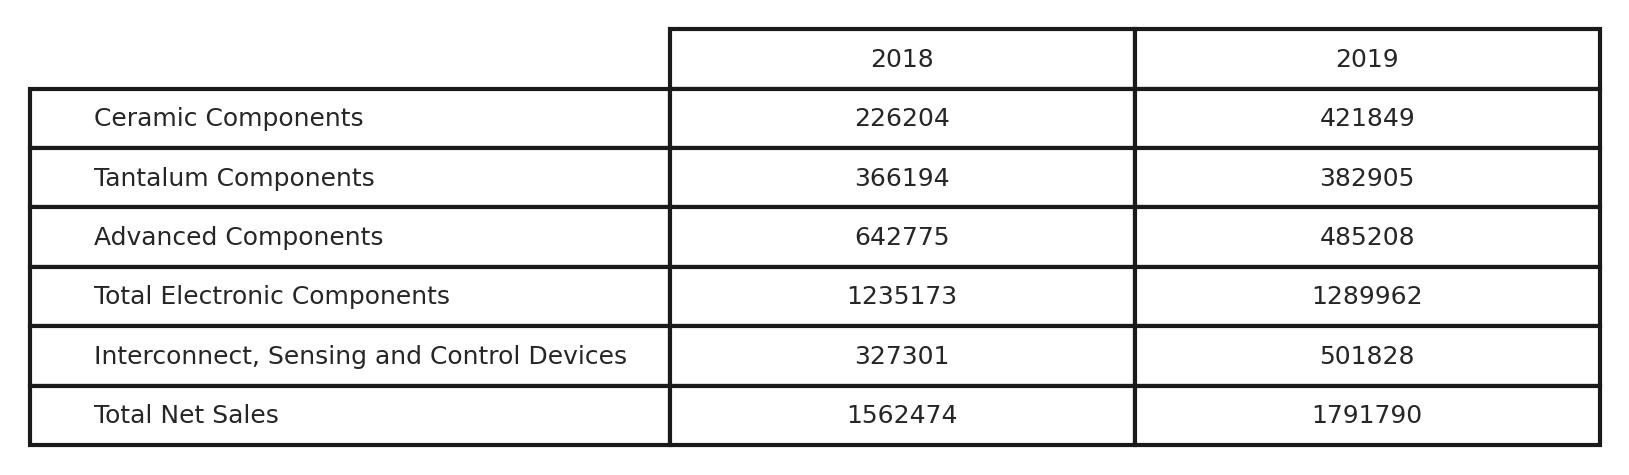 2018 2019
Ceramic Components 226204 421849
Tantalum Components 366194 382905
Advanced Components 642775 485208
Total Electronic Components 1235173 1289962
Interconnect, Sensing and Control Devices 327301 501828
Total Net Sales 1562474 1791790